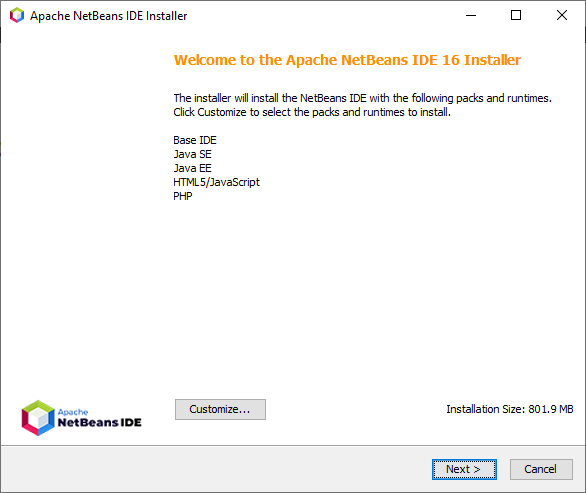 Apache NetBeans IDE Installer
Welcome to the Apache NetBeans IDE 16 Installer
The installer will install the NetBeans IDE with the following packs and runtimes.
Click Customize to select the packs and runtimes to install.
Base IDE
Java SE
Java EE
HTML5/JavaScript
PHP
Apache
NetBeans IDE
Customize...
Installation Size: 801.9 MB
Next >
Cancel